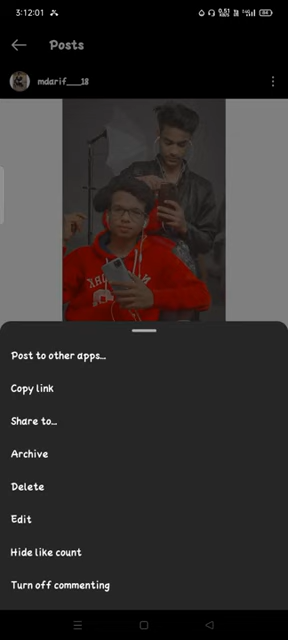 3:12:01
Posts
mdarif___18
Post to other apps...
Copy link
Share to...
Archive
Delete
Edit
Hide like count
Turn off commenting